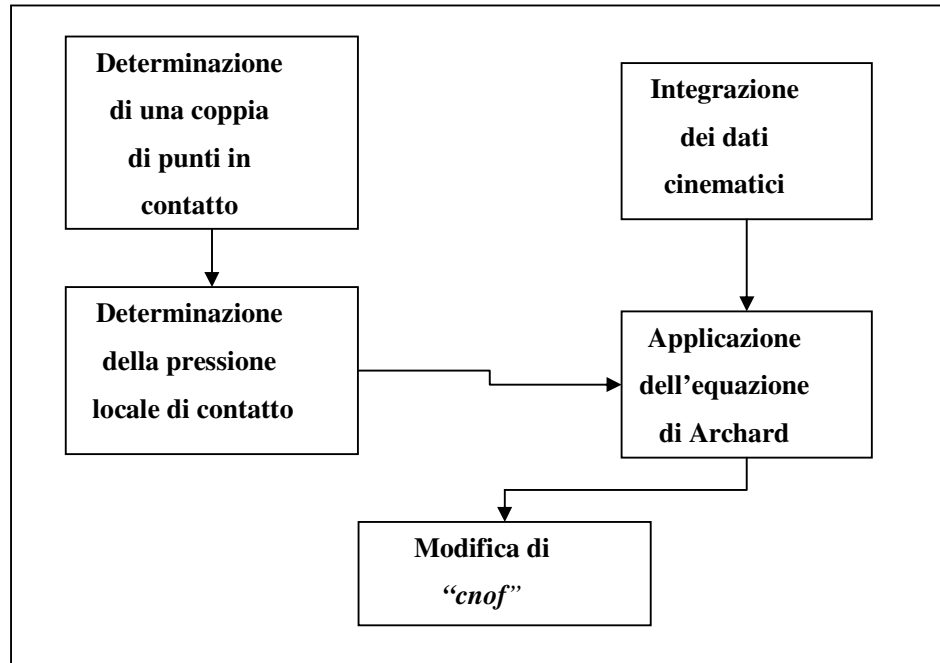 Determinazione
di una coppia
di punti in
contatto
Integrazione
dei dati
cinematici
Determinazione
della pressione
locale di contatto
Applicazione
dell’equazione
di Archard
Modifica di
“cnof”